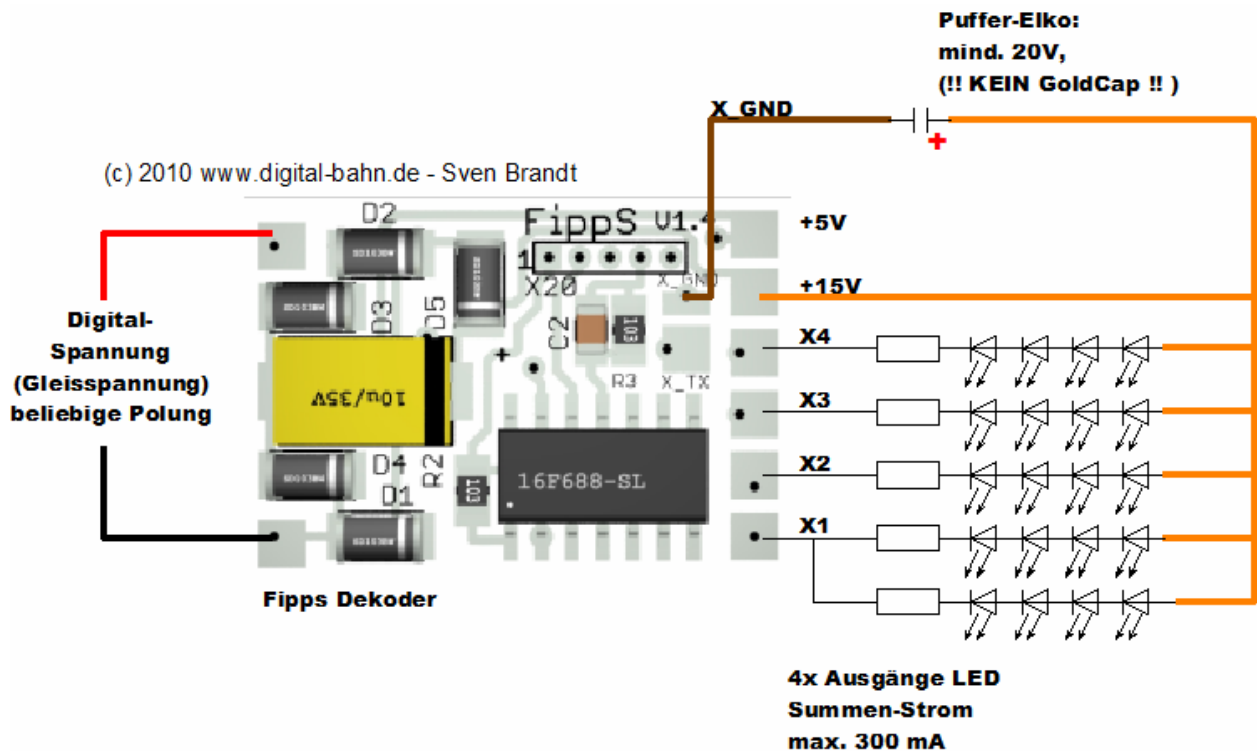 Puffer-Elko:
mind. 20V,
(!! KEIN GoldCap !! )
X_GND
+
(c) 2010 www.digital-bahn.de - Sven Brandt
D2
FippS V1.4
+5V
1
X20
X_GND
+15V
D3
D5
C2
103
R3
X_TX
X4
Digital-
Spannung
(Gleisspannung)
beliebige Polung
10u/35V
+
X3
D4
R2
D1
103
16F688-SL
X2
X1
Fipps Dekoder
4x Ausgänge LED
Summen-Strom
max. 300 mA